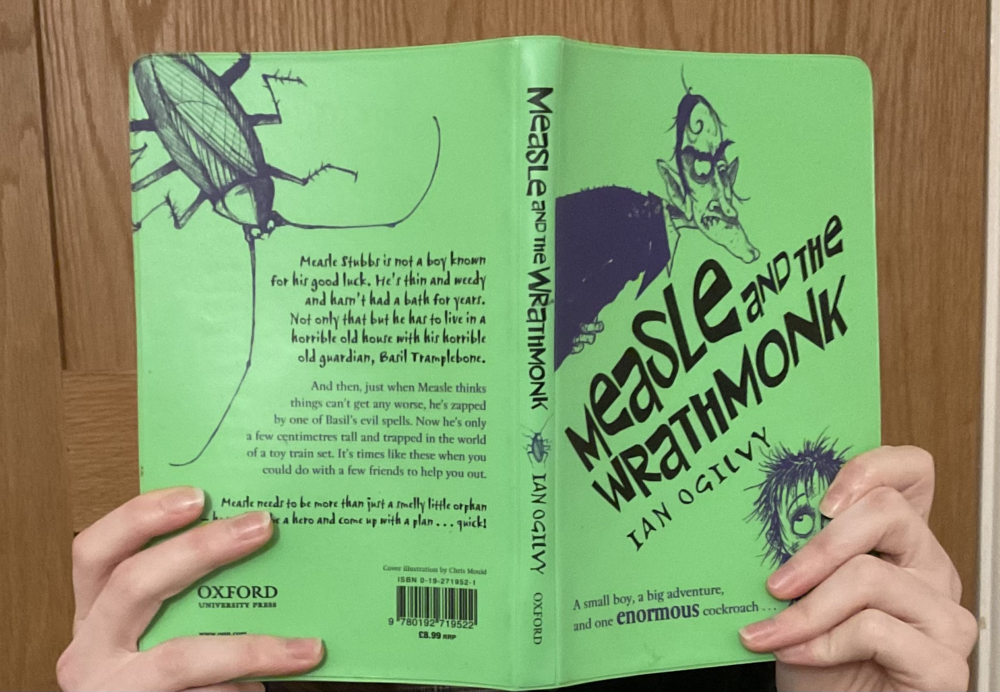 Measle Stubbs is not a boy known
for his good luck. He's thin and weedy
and hasn't had a bath for years.
Not only that but he has to live in a
horrible old house with his horrible
old guardian, Basil Tramplebone.
And then, just when Measle thinks
things can't get any worse, he's zapped
by one of Basil's evil spells. Now he's only
a few centimetres tall and trapped in the world
of a toy train set. It's times like these when you
could do with a few friends to help you out.
Measle needs to be more than just a smelly little orphan
– be a hero and come up with a plan . . . quick!
Cover illustration by Chris Mould
ISBN 0-19-271952-1
OXFORD
UNIVERSITY PRESS
9 780192 719522
£8.99 RRP
MeasLe and the WRathmonk IAN OGILVY OXFORD
MeasLe and the
WRathmonk
IAN OGILVY
A small boy, a big adventure,
and one enormous cockroach . . .